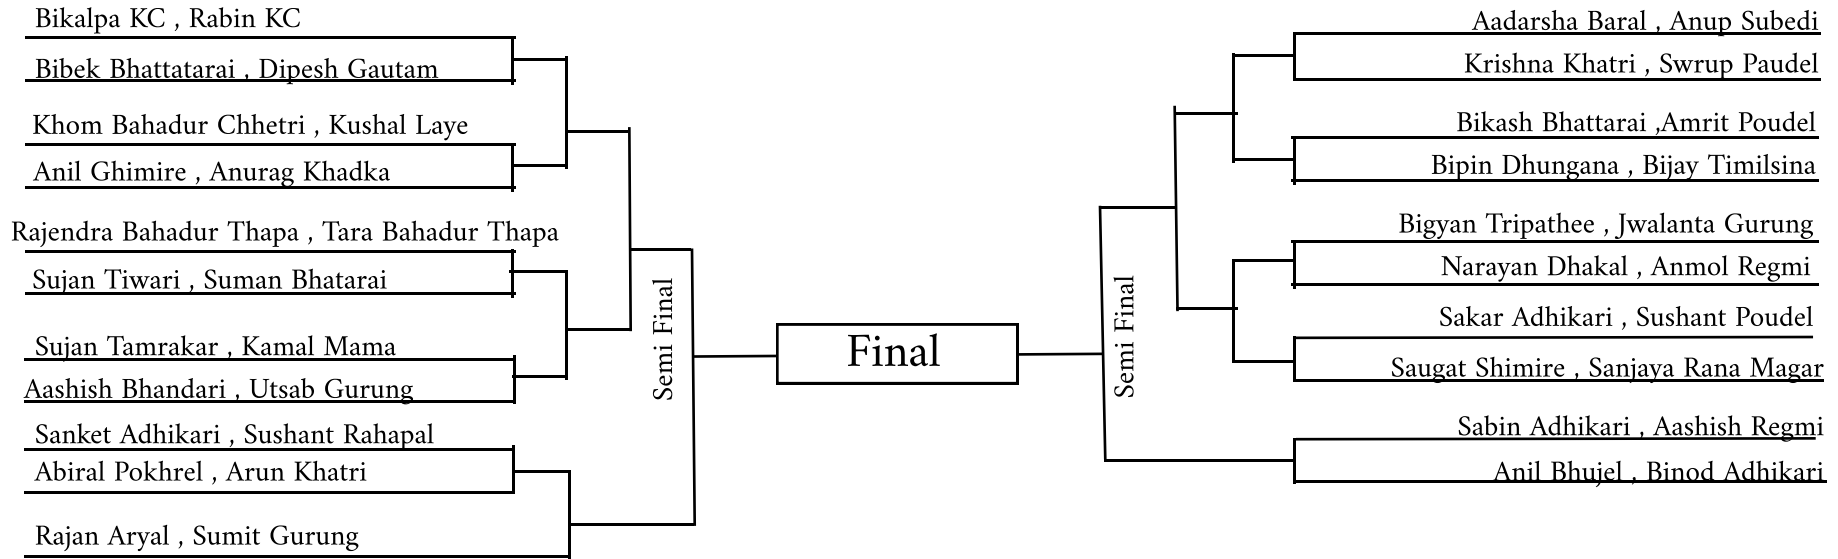 Bikalpa KC , Rabin KC
Bibek Bhattatarai , Dipesh Gautam
Khom Bahadur Chhetri , Kushal Laye
Anil Ghimire , Anurag Khadka
Rajendra Bahadur Thapa , Tara Bahadur Thapa
Sujan Tiwari , Suman Bhatarai
Sujan Tamrakar , Kamal Mama
Aashish Bhandari , Utsab Gurung
Sanket Adhikari , Sushant Rahapal
Abiral Pokhrel , Arun Khatri
Rajan Aryal , Sumit Gurung
Semi Final
Final
Semi Final
Aadarsha Baral , Anup Subedi
Krishna Khatri , Swrup Paudel
Bikash Bhattarai ,Amrit Poudel
Bipin Dhungana , Bijay Timilsina
Bigyan Tripathee , Jwalanta Gurung
Narayan Dhakal , Anmol Regmi
Sakar Adhikari , Sushant Poudel
Saugat Shimire , Sanjaya Rana Magar
Sabin Adhikari , Aashish Regmi
Anil Bhujel , Binod Adhikari